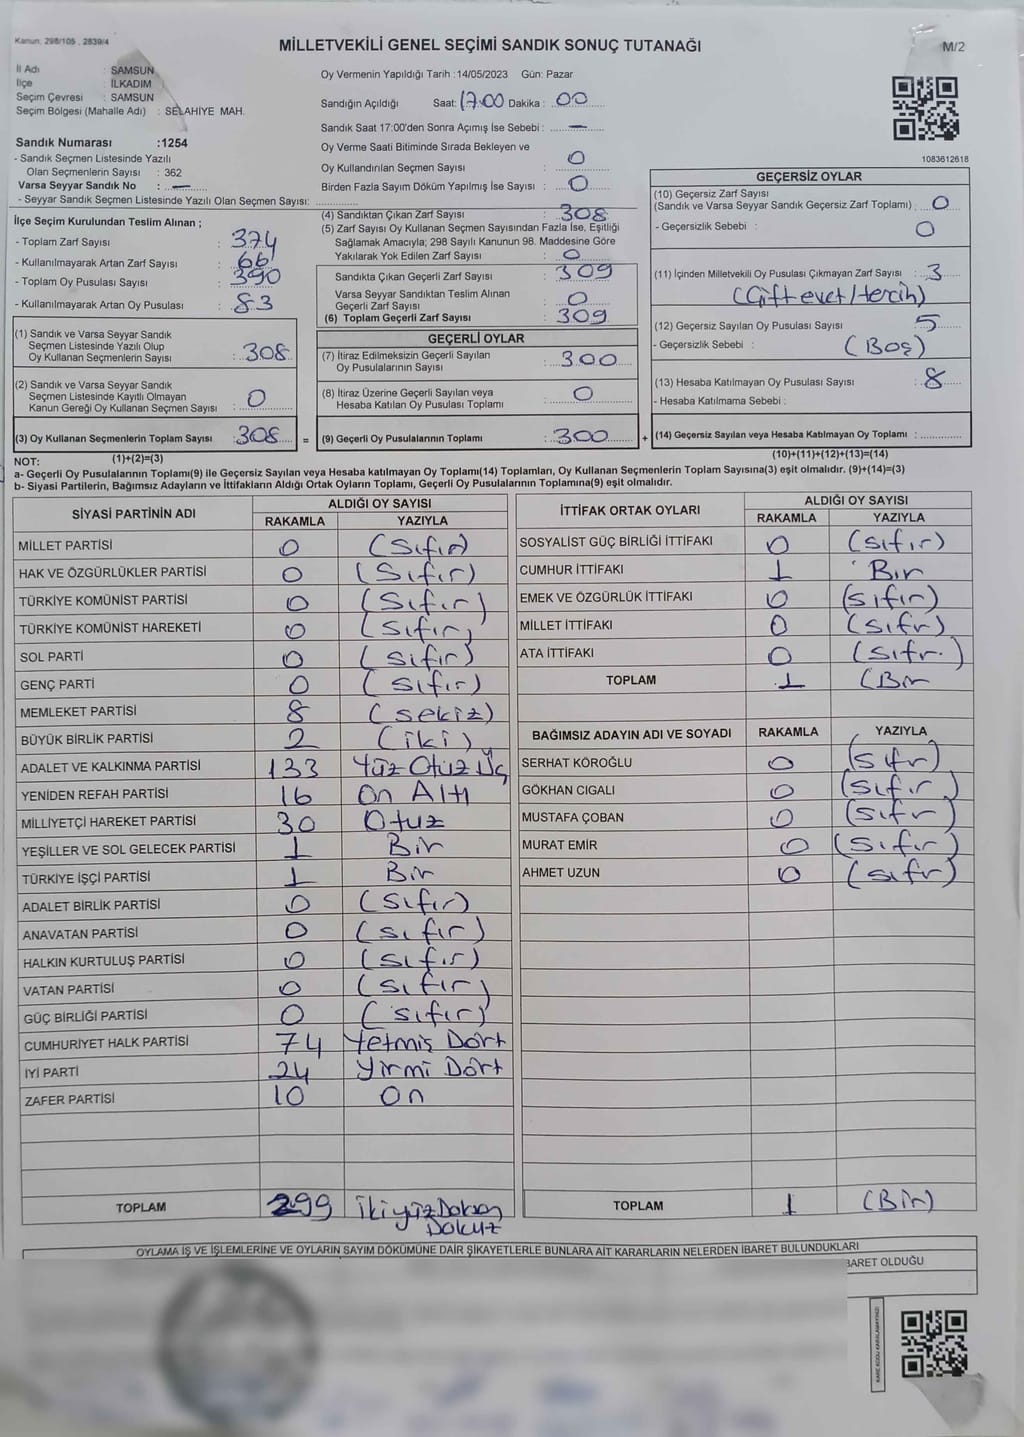 Kanun: 298/105 , 2839/4
MİLLETVEKİLİ GENEL SEÇİMİ SANDIK SONUÇ TUTANAĞI
M/2
İl Adı : SAMSUN
İlçe : İLKADIM
Seçim Çevresi : SAMSUN
Seçim Bölgesi (Mahalle Adı) : SELAHİYE MAH.
Sandık Numarası :1254
- Sandık Seçmen Listesinde Yazılı
Olan Seçmenlerin Sayısı : 362
Varsa Seyyar Sandık No : —
- Seyyar Sandık Seçmen Listesinde Yazılı Olan Seçmen Sayısı: ..............
Oy Vermenin Yapıldığı Tarih :14/05/2023 Gün: Pazar
Sandığın Açıldığı Saat: 17:00 Dakika : 00
Sandık Saat 17:00'den Sonra Açımış İse Sebebi : —
Oy Verme Saati Bitiminde Sırada Bekleyen ve
Oy Kullandırılan Seçmen Sayısı : 0
Birden Fazla Sayım Döküm Yapılmış İse Sayısı : 0
1083612618
İlçe Seçim Kurulundan Teslim Alınan ;
- Toplam Zarf Sayısı : 374
- Kullanılmayarak Artan Zarf Sayısı : 66
- Toplam Oy Pusulası Sayısı : 390
- Kullanılmayarak Artan Oy Pusulası : 83
(1) Sandık ve Varsa Seyyar Sandık
Seçmen Listesinde Yazılı Olup
Oy Kullanan Seçmenlerin Sayısı : 308
(2) Sandık ve Varsa Seyyar Sandık
Seçmen Listesinde Kayıtlı Olmayan
Kanun Gereği Oy Kullanan Seçmen Sayısı : 0
(3) Oy Kullanan Seçmenlerin Toplam Sayısı : 308 =
(1)+(2)=(3)
(4) Sandıktan Çıkan Zarf Sayısı : 308
(5) Zarf Sayısı Oy Kullanan Seçmen Sayısından Fazla İse, Eşitliği
Sağlamak Amacıyla; 298 Sayılı Kanunun 98. Maddesine Göre
Yakılarak Yok Edilen Zarf Sayısı : 0
Sandıkta Çıkan Geçerli Zarf Sayısı : 309
Varsa Seyyar Sandıktan Teslim Alınan
Geçerli Zarf Sayısı : 0
(6) Toplam Geçerli Zarf Sayısı : 309
GEÇERLİ OYLAR
(7) İtiraz Edilmeksizin Geçerli Sayılan
Oy Pusulalarının Sayısı : 300
(8) İtiraz Üzerine Geçerli Sayılan veya
Hesaba Katılan Oy Pusulası Toplamı : 0
(9) Geçerli Oy Pusulalarının Toplamı : 300 +
GEÇERSİZ OYLAR
(10) Geçersiz Zarf Sayısı
(Sandık ve Varsa Seyyar Sandık Geçersiz Zarf Toplamı) : 0
- Geçersizlik Sebebi : 0
(11) İçinden Milletvekili Oy Pusulası Çıkmayan Zarf Sayısı : 3
(Çift evet/tercih)
(12) Geçersiz Sayılan Oy Pusulası Sayısı 5
- Geçersizlik Sebebi : (Boş)
(13) Hesaba Katılmayan Oy Pusulası Sayısı : 8
- Hesaba Katılmama Sebebi :
(14) Geçersiz Sayılan veya Hesaba Katılmayan Oy Toplamı : ..............
(10)+(11)+(12)+(13)=(14)
NOT:
a- Geçerli Oy Pusulalarının Toplamı(9) ile Geçersiz Sayılan veya Hesaba katılmayan Oy Toplamı(14) Toplamları, Oy Kullanan Seçmenlerin Toplam Sayısına(3) eşit olmalıdır. (9)+(14)=(3)
b- Siyasi Partilerin, Bağımsız Adayların ve İttifakların Aldığı Ortak Oyların Toplamı, Geçerli Oy Pusulalarının Toplamına(9) eşit olmalıdır.
SİYASİ PARTİNİN ADI ALDIĞI OY SAYISI
RAKAMLA YAZIYLA
MİLLET PARTİSİ 0 (Sıfır)
HAK VE ÖZGÜRLÜKLER PARTİSİ 0 (Sıfır)
TÜRKİYE KOMÜNİST PARTİSİ 0 (Sıfır)
TÜRKİYE KOMÜNİST HAREKETİ 0 (Sıfır)
SOL PARTİ 0 (Sıfır)
GENÇ PARTİ 0 (Sıfır)
MEMLEKET PARTİSİ 8 (Sekiz)
BÜYÜK BİRLİK PARTİSİ 2 (iki)
ADALET VE KALKINMA PARTİSİ 133 Yüz Otuz Üç
YENİDEN REFAH PARTİSİ 16 On Altı
MİLLİYETÇİ HAREKET PARTİSİ 30 Otuz
YEŞİLLER VE SOL GELECEK PARTİSİ 1 Bir
TÜRKİYE İŞÇİ PARTİSİ 1 Bir
ADALET BİRLİK PARTİSİ 0 (Sıfır)
ANAVATAN PARTİSİ 0 (Sıfır)
HALKIN KURTULUŞ PARTİSİ 0 (Sıfır)
VATAN PARTİSİ 0 (Sıfır)
GÜÇ BİRLİĞİ PARTİSİ 0 (Sıfır)
CUMHURİYET HALK PARTİSİ 74 Yetmiş Dört
İYİ PARTİ 24 Yirmi Dört
ZAFER PARTİSİ 10 On
TOPLAM 299 İkiyüz Doksan
Dokuz
İTTİFAK ORTAK OYLARI ALDIĞI OY SAYISI
RAKAMLA YAZIYLA
SOSYALİST GÜÇ BİRLİĞİ İTTİFAKI 0 (Sıfır)
CUMHUR İTTİFAKI 1 Bir
EMEK VE ÖZGÜRLÜK İTTİFAKI 0 (Sıfır)
MİLLET İTTİFAKI 0 (Sıfr)
ATA İTTİFAKI 0 (Sıfr.)
TOPLAM 1 (Bir
BAĞIMSIZ ADAYIN ADI VE SOYADI RAKAMLA YAZIYLA
SERHAT KÖROĞLU 0 (Sıfr)
GÖKHAN CIGALI 0 (Sıfır)
MUSTAFA ÇOBAN 0 (Sıfr)
MURAT EMİR 0 (Sıfır)
AHMET UZUN 0 (Sıfr)
TOPLAM 1 (Bir)
OYLAMA İŞ VE İŞLEMLERİNE VE OYLARIN SAYIM DÖKÜMÜNE DAİR ŞİKAYETLERLE BUNLARA AİT KARARLARIN NELERDEN İBARET BULUNDUKLARI
BARET OLDUĞU
KARE KODU KARALAMAYINIZ!